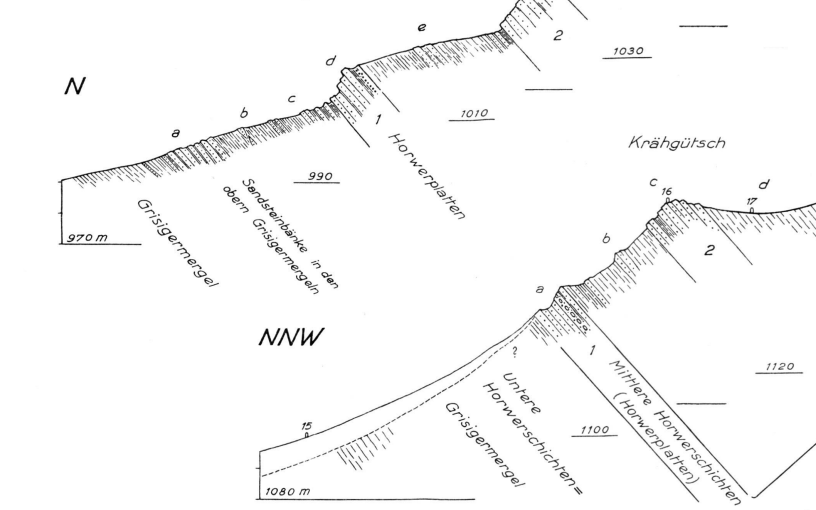 N
a
b
c
d
e
2
1030
1010
1
Horwerplatten
990
Sandsteinbänke in den
obern Grisigermergeln
Grisigermergel
970 m
Krähgütsch
NNW
a
b
c
16
d
17
2
1
?
Mittlere Horwerschichten
(Horwerplatten)
Untere
Horwerschichten=
Grisigermergel
15
1120
1100
1080 m